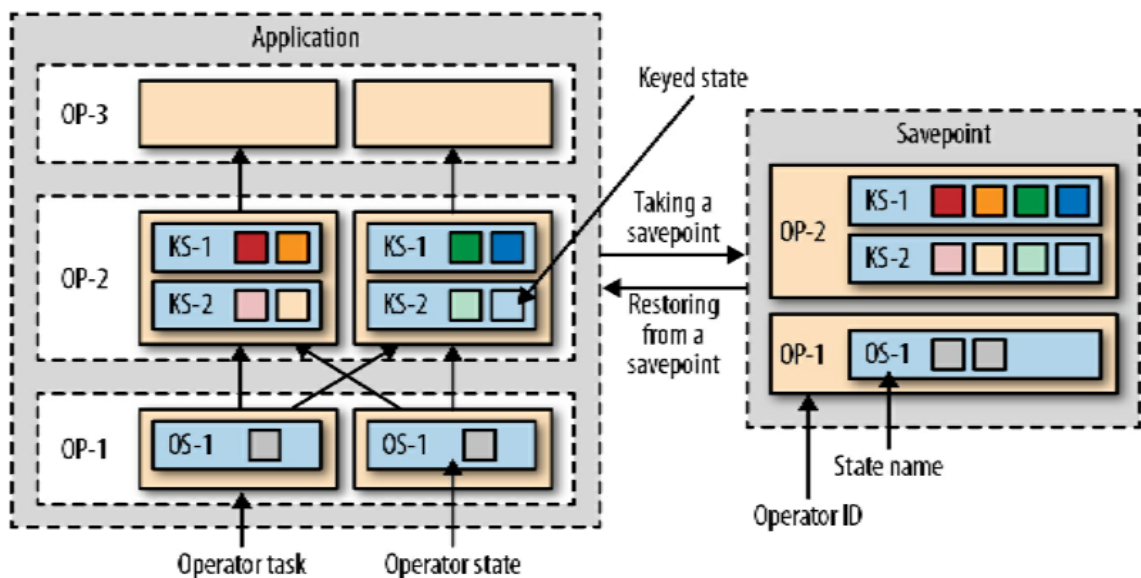 Application
OP-3
Keyed state
Savepoint
OP-2
KS-1
KS-1
KS-2
KS-2
Taking a
savepoint
Restoring
from a
savepoint
OP-2
KS-1
KS-2
OP-1
OS-1
OP-1
OS-1
OS-1
State name
Operator ID
Operator task
Operator state